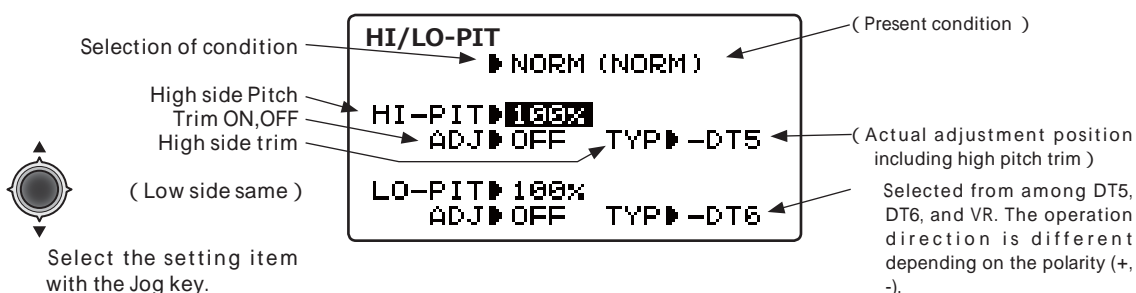 Selection of condition
High side Pitch
Trim ON,OFF
High side trim
( Low side same )
Select the setting item
with the Jog key.
HI/LO-PIT
NORM (NORM)
HI-PIT 100%
ADJ OFF TYP -DT5
LO-PIT 100%
ADJ OFF TYP -DT6
( Present condition )
( Actual adjustment position
including high pitch trim )
Selected from among DT5,
DT6, and VR. The operation
direction is different
depending on the polarity (+,
-).